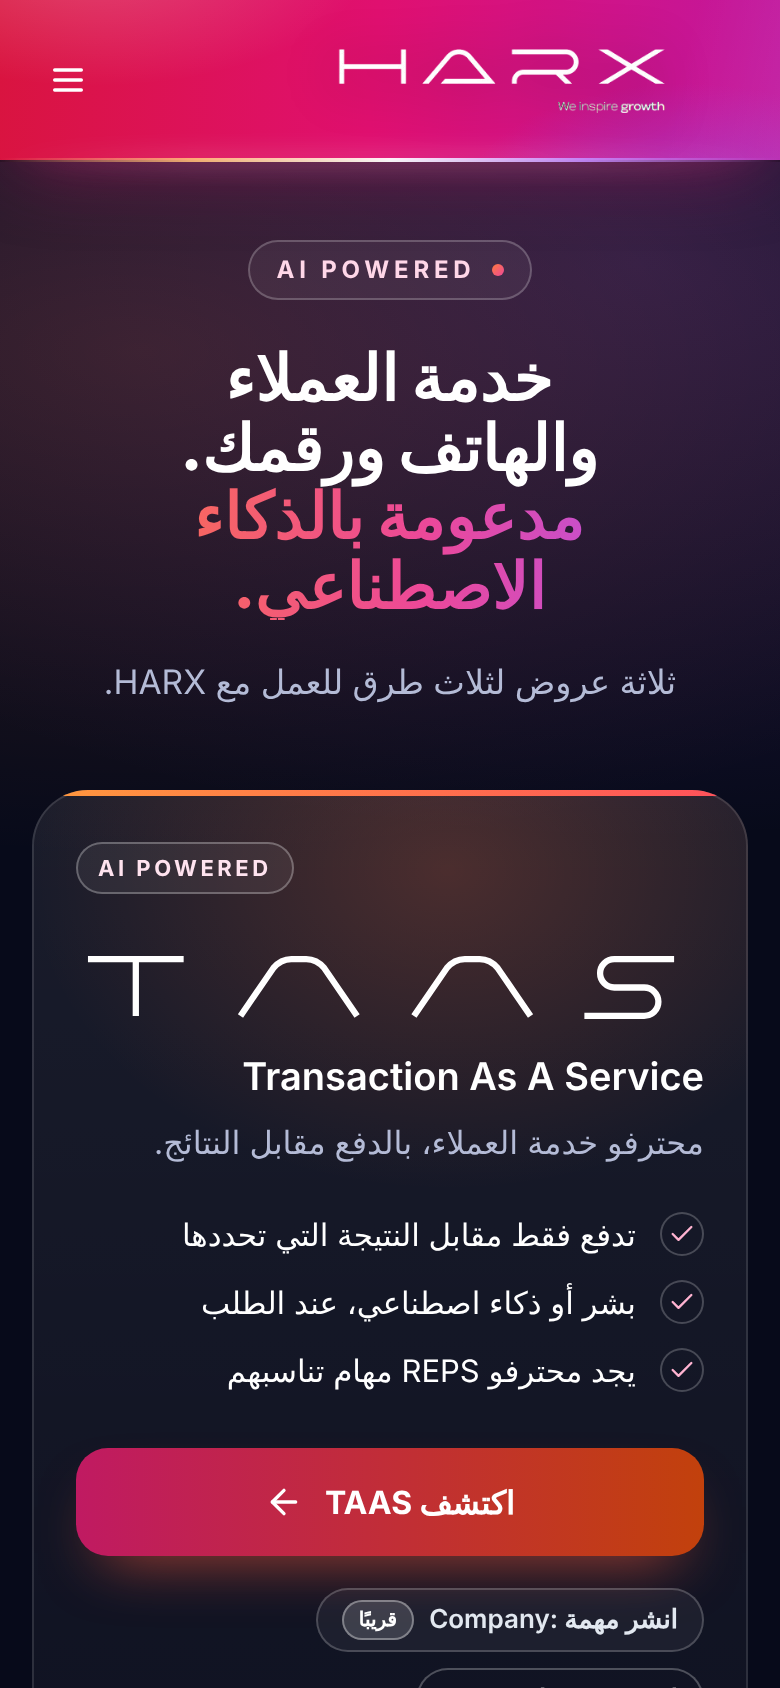 HARX
We inspire growth
AI POWERED
خدمة العملاء
والهاتف ورقمك.
مدعومة بالذكاء
الاصطناعي.
ثلاثة عروض لثلاث طرق للعمل مع HARX.
AI POWERED
TAAS
Transaction As A Service
محترفو خدمة العملاء، بالدفع مقابل النتائج.
تدفع فقط مقابل النتيجة التي تحددها
بشر أو ذكاء اصطناعي، عند الطلب
يجد محترفو REPS مهام تناسبهم
اكتشف TAAS
انشر مهمة :Company قريبًا